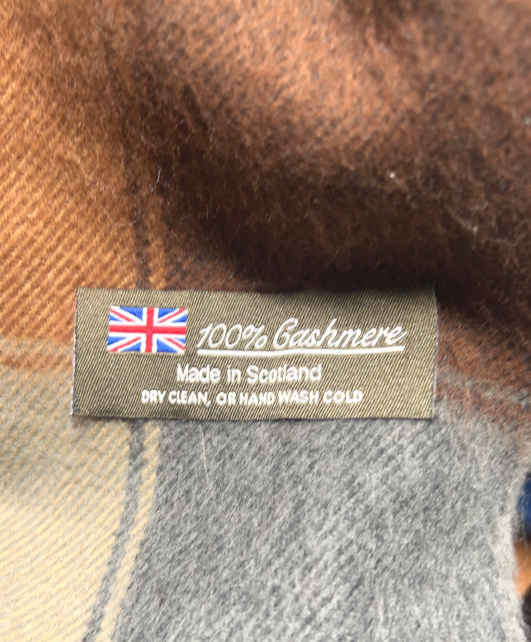 100% Cashmere
Made in Scotland
DRY CLEAN, OR HAND WASH COLD